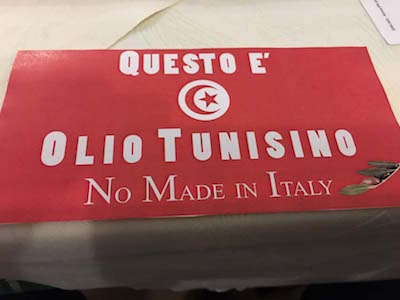 QUESTO E'
OLIO TUNISINO
NO MADE IN ITALY